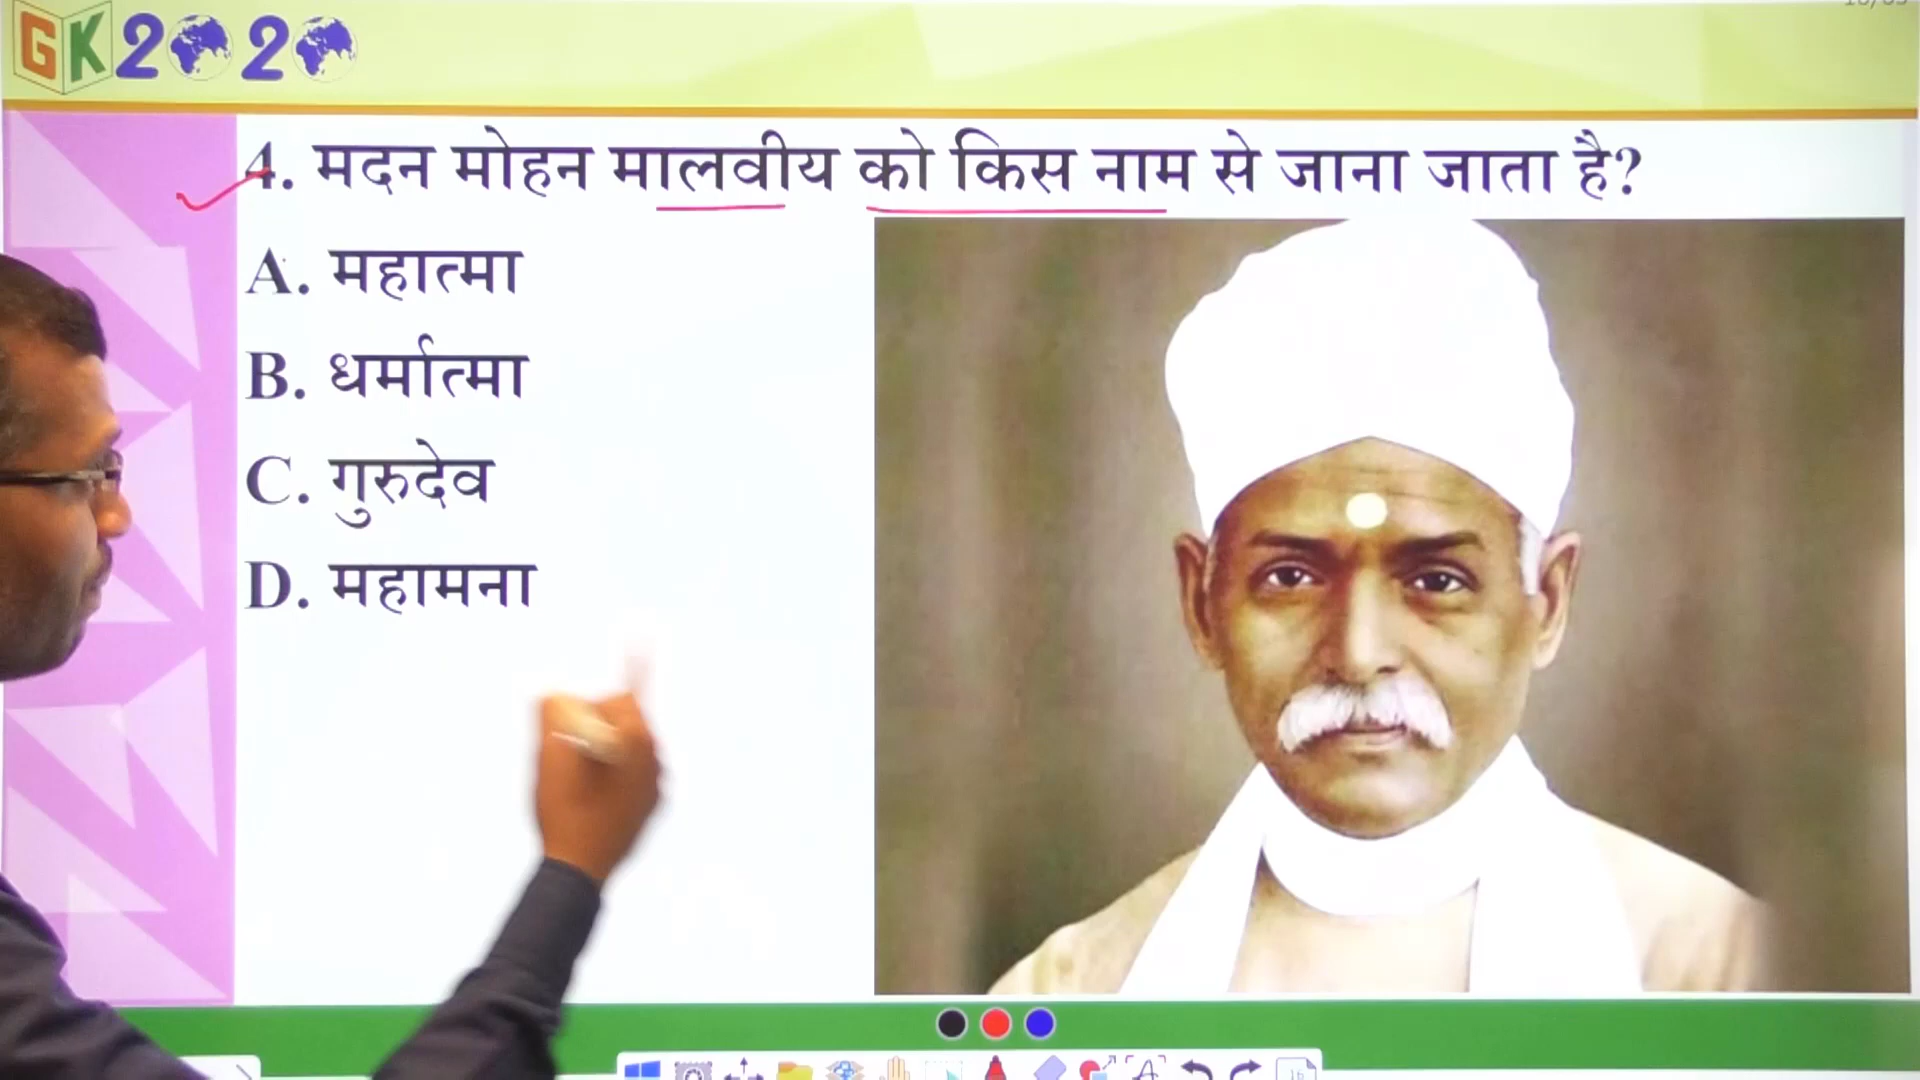 GK2020
4. मदन मोहन मालवीय को किस नाम से जाना जाता है?
A. महात्मा
B. धर्मात्मा
C. गुरुदेव
D. महामना